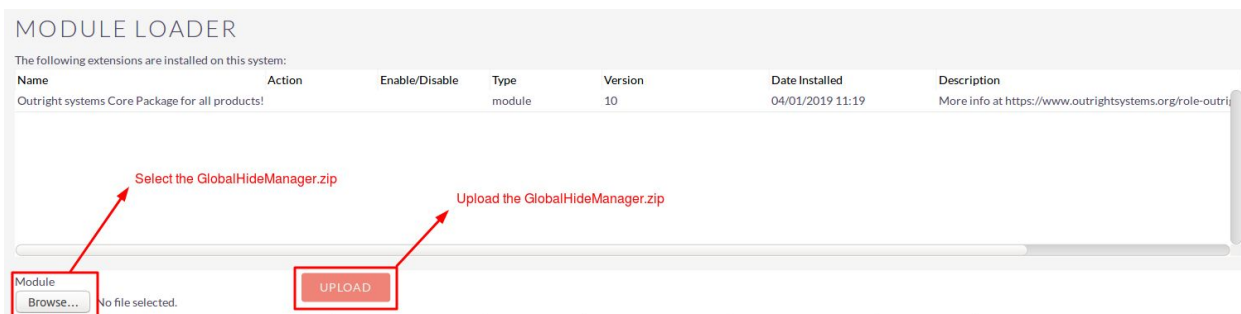 MODULE LOADER
The following extensions are installed on this system:
Name Action Enable/Disable Type Version Date Installed Description
Outright systems Core Package for all products! module 10 04/01/2019 11:19 More info at https://www.outrightsystems.org/role-outri
Select the GlobalHideManager.zip
Upload the GlobalHideManager.zip
Module
UPLOAD
Browse... No file selected.